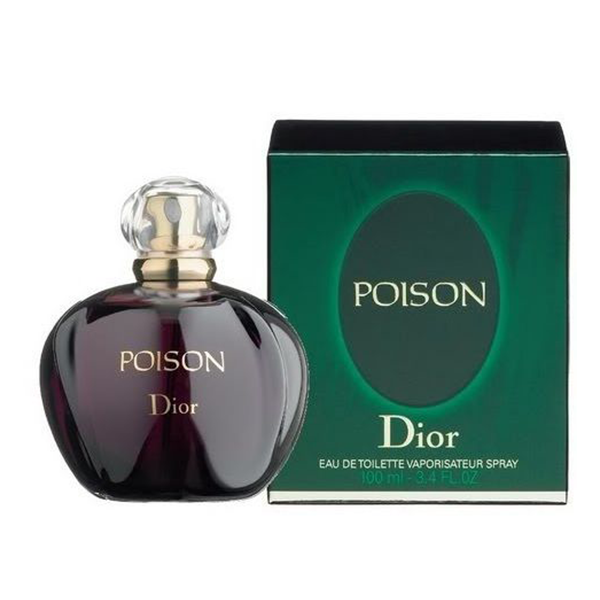 POISON
Dior
POISON
Dior
EAU DE TOILETTE VAPORISATEUR SPRAY
100 ml - 3.4 FL.OZ